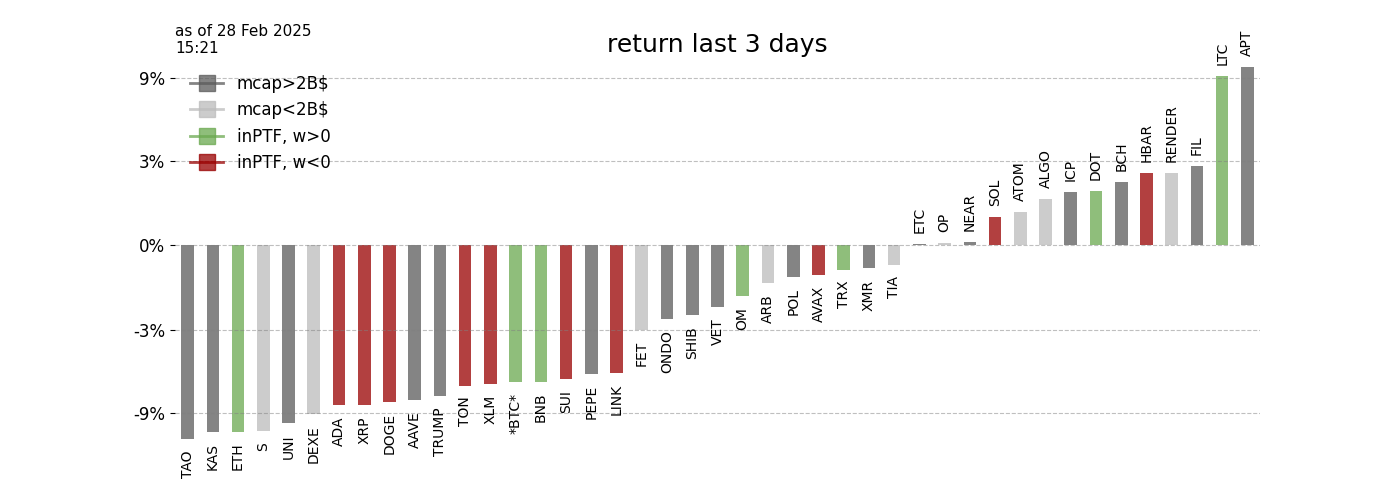 as of 28 Feb 2025
15:21
return last 3 days
9%
3%
0%
-3%
-9%
mcap>2B$
mcap<2B$
inPTF, w>0
inPTF, w<0
TAO
KAS
ETH
S
UNI
DEXE
ADA
XRP
DOGE
AAVE
TRUMP
TON
XLM
*BTC*
BNB
SUI
PEPE
LINK
FET
ONDO
SHIB
VET
OM
ARB
POL
AVAX
TRX
XMR
TIA
ETC
OP
NEAR
SOL
ATOM
ALGO
ICP
DOT
BCH
HBAR
RENDER
FIL
LTC
APT